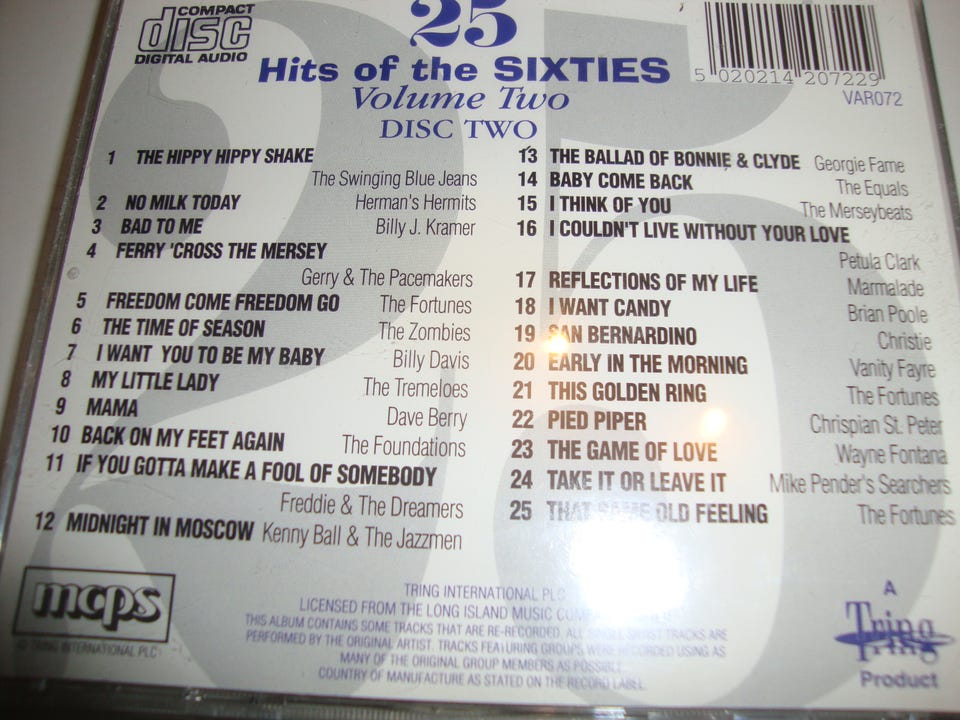 COMPACT
disc
DIGITAL AUDIO
25
Hits of the SIXTIES
Volume Two
DISC TWO
5 020214 207229
VAR072
1 THE HIPPY HIPPY SHAKE
The Swinging Blue Jeans
2 NO MILK TODAY Herman's Hermits
3 BAD TO ME Billy J. Kramer
4 FERRY 'CROSS THE MERSEY
Gerry & The Pacemakers
5 FREEDOM COME FREEDOM GO The Fortunes
6 THE TIME OF SEASON The Zombies
7 I WANT YOU TO BE MY BABY Billy Davis
8 MY LITTLE LADY The Tremeloes
9 MAMA Dave Berry
10 BACK ON MY FEET AGAIN The Foundations
11 IF YOU GOTTA MAKE A FOOL OF SOMEBODY
Freddie & The Dreamers
12 MIDNIGHT IN MOSCOW Kenny Ball & The Jazzmen
13 THE BALLAD OF BONNIE & CLYDE Georgie Fame
14 BABY COME BACK The Equals
15 I THINK OF YOU The Merseybeats
16 I COULDN'T LIVE WITHOUT YOUR LOVE
Petula Clark
17 REFLECTIONS OF MY LIFE Marmalade
18 I WANT CANDY Brian Poole
19 SAN BERNARDINO Christie
20 EARLY IN THE MORNING Vanity Fayre
21 THIS GOLDEN RING The Fortunes
22 PIED PIPER Chrispian St. Peter
23 THE GAME OF LOVE Wayne Fontana
24 TAKE IT OR LEAVE IT Mike Pender's Searchers
25 THAT SAME OLD FEELING The Fortunes
mcps
© TRING INTERNATIONAL PLC
TRING INTERNATIONAL PLC
LICENSED FROM THE LONG ISLAND MUSIC
THIS ALBUM CONTAINS SOME TRACKS THAT ARE RE-RECORDED. ALL SINGLE ARTIST TRACKS ARE
PERFORMED BY THE ORIGINAL ARTIST. TRACKS FEATURING GROUPS WERE RECORDED USING AS
MANY OF THE ORIGINAL GROUP MEMBERS AS POSSIBLE.
COUNTRY OF MANUFACTURE AS STATED ON THE RECORD LABEL.
A
Tring
Product